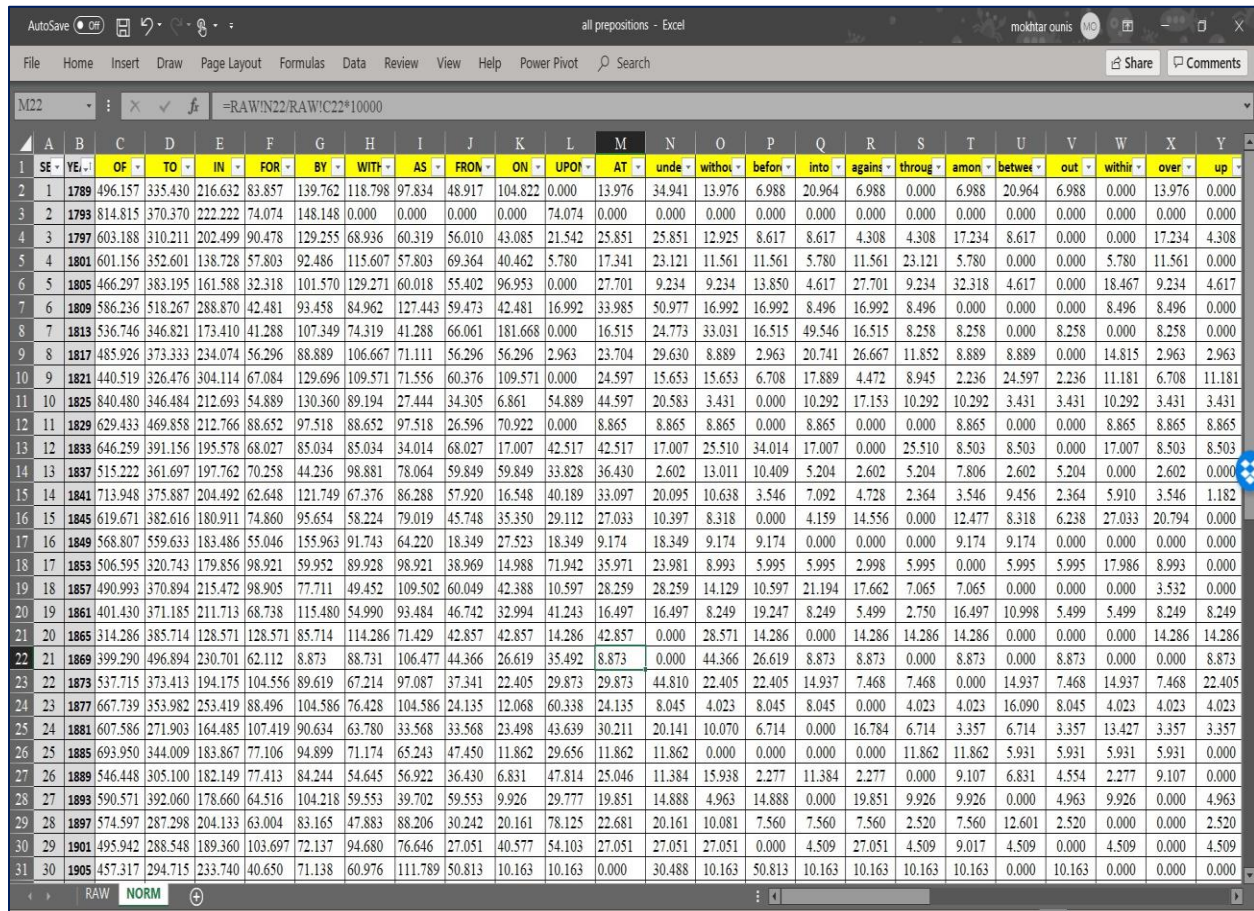 AutoSave Off all prepositions - Excel mokhtar ounis MO
File Home Insert Draw Page Layout Formulas Data Review View Help Power Pivot Search Share Comments
M22 fx =RAW!N22/RAW!C22*10000
A B C D E F G H I J K L M N O P Q R S T U V W X Y
1 SE YEA OF TO IN FOR BY WITH AS FROM ON UPON AT unde withou before into agains throug amon betwee out within over up
2 1 1789 496.157 335.430 216.632 83.857 139.762 118.798 97.834 48.917 104.822 0.000 13.976 34.941 13.976 6.988 20.964 6.988 0.000 6.988 20.964 6.988 0.000 13.976 0.000
3 2 1793 814.815 370.370 222.222 74.074 148.148 0.000 0.000 0.000 0.000 74.074 0.000 0.000 0.000 0.000 0.000 0.000 0.000 0.000 0.000 0.000 0.000 0.000 0.000
4 3 1797 603.188 310.211 202.499 90.478 129.255 68.936 60.319 56.010 43.085 21.542 25.851 25.851 12.925 8.617 8.617 4.308 4.308 17.234 8.617 0.000 0.000 17.234 4.308
5 4 1801 601.156 352.601 138.728 57.803 92.486 115.607 57.803 69.364 40.462 5.780 17.341 23.121 11.561 11.561 5.780 11.561 23.121 5.780 0.000 0.000 5.780 11.561 0.000
6 5 1805 466.297 383.195 161.588 32.318 101.570 129.271 60.018 55.402 96.953 0.000 27.701 9.234 9.234 13.850 4.617 27.701 9.234 32.318 4.617 0.000 18.467 9.234 4.617
7 6 1809 586.236 518.267 288.870 42.481 93.458 84.962 127.443 59.473 42.481 16.992 33.985 50.977 16.992 16.992 8.496 16.992 8.496 0.000 0.000 0.000 8.496 8.496 0.000
8 7 1813 536.746 346.821 173.410 41.288 107.349 74.319 41.288 66.061 181.668 0.000 16.515 24.773 33.031 16.515 49.546 16.515 8.258 8.258 0.000 8.258 0.000 8.258 0.000
9 8 1817 485.926 373.333 234.074 56.296 88.889 106.667 71.111 56.296 56.296 2.963 23.704 29.630 8.889 2.963 20.741 26.667 11.852 8.889 8.889 0.000 14.815 2.963 2.963
10 9 1821 440.519 326.476 304.114 67.084 129.696 109.571 71.556 60.376 109.571 0.000 24.597 15.653 15.653 6.708 17.889 4.472 8.945 2.236 24.597 2.236 11.181 6.708 11.181
11 10 1825 840.480 346.484 212.693 54.889 130.360 89.194 27.444 34.305 6.861 54.889 44.597 20.583 3.431 0.000 10.292 17.153 10.292 10.292 3.431 3.431 10.292 3.431 3.431
12 11 1829 629.433 469.858 212.766 88.652 97.518 88.652 97.518 26.596 70.922 0.000 8.865 8.865 8.865 0.000 8.865 0.000 0.000 8.865 0.000 0.000 8.865 8.865 8.865
13 12 1833 646.259 391.156 195.578 68.027 85.034 85.034 34.014 68.027 17.007 42.517 42.517 17.007 25.510 34.014 17.007 0.000 25.510 8.503 8.503 0.000 17.007 8.503 8.503
14 13 1837 515.222 361.697 197.762 70.258 44.236 98.881 78.064 59.849 59.849 33.828 36.430 2.602 13.011 10.409 5.204 2.602 5.204 7.806 2.602 5.204 0.000 2.602 0.000
15 14 1841 713.948 375.887 204.492 62.648 121.749 67.376 86.288 57.920 16.548 40.189 33.097 20.095 10.638 3.546 7.092 4.728 2.364 3.546 9.456 2.364 5.910 3.546 1.182
16 15 1845 619.671 382.616 180.911 74.860 95.654 58.224 79.019 45.748 35.350 29.112 27.033 10.397 8.318 0.000 4.159 14.556 0.000 12.477 8.318 6.238 27.033 20.794 0.000
17 16 1849 568.807 559.633 183.486 55.046 155.963 91.743 64.220 18.349 27.523 18.349 9.174 18.349 9.174 9.174 0.000 0.000 0.000 9.174 9.174 0.000 0.000 0.000 0.000
18 17 1853 506.595 320.743 179.856 98.921 59.952 89.928 98.921 38.969 14.988 71.942 35.971 23.981 8.993 5.995 5.995 2.998 5.995 0.000 5.995 5.995 17.986 8.993 0.000
19 18 1857 490.993 370.894 215.472 98.905 77.711 49.452 109.502 60.049 42.388 10.597 28.259 28.259 14.129 10.597 21.194 17.662 7.065 7.065 0.000 0.000 0.000 3.532 0.000
20 19 1861 401.430 371.185 211.713 68.738 115.480 54.990 93.484 46.742 32.994 41.243 16.497 16.497 8.249 19.247 8.249 5.499 2.750 16.497 10.998 5.499 5.499 8.249 8.249
21 20 1865 314.286 385.714 128.571 128.571 85.714 114.286 71.429 42.857 42.857 14.286 42.857 0.000 28.571 14.286 0.000 14.286 14.286 14.286 0.000 0.000 0.000 14.286 14.286
22 21 1869 399.290 496.894 230.701 62.112 8.873 88.731 106.477 44.366 26.619 35.492 8.873 0.000 44.366 26.619 8.873 8.873 0.000 8.873 0.000 8.873 0.000 0.000 8.873
23 22 1873 537.715 373.413 194.175 104.556 89.619 67.214 97.087 37.341 22.405 29.873 29.873 44.810 22.405 22.405 14.937 7.468 7.468 0.000 14.937 7.468 14.937 7.468 22.405
24 23 1877 667.739 353.982 253.419 88.496 104.586 76.428 104.586 24.135 12.068 60.338 24.135 8.045 4.023 8.045 8.045 0.000 4.023 4.023 16.090 8.045 4.023 4.023 4.023
25 24 1881 607.586 271.903 164.485 107.419 90.634 63.780 33.568 33.568 23.498 43.639 30.211 20.141 10.070 6.714 0.000 16.784 6.714 3.357 6.714 3.357 13.427 3.357 3.357
26 25 1885 693.950 344.009 183.867 77.106 94.899 71.174 65.243 47.450 11.862 29.656 11.862 11.862 0.000 0.000 0.000 0.000 11.862 11.862 5.931 5.931 5.931 5.931 0.000
27 26 1889 546.448 305.100 182.149 77.413 84.244 54.645 56.922 36.430 6.831 47.814 25.046 11.384 15.938 2.277 11.384 2.277 0.000 9.107 6.831 4.554 2.277 9.107 0.000
28 27 1893 590.571 392.060 178.660 64.516 104.218 59.553 39.702 59.553 9.926 29.777 19.851 14.888 4.963 14.888 0.000 19.851 9.926 9.926 0.000 4.963 9.926 0.000 4.963
29 28 1897 574.597 287.298 204.133 63.004 83.165 47.883 88.206 30.242 20.161 78.125 22.681 20.161 10.081 7.560 7.560 7.560 2.520 7.560 12.601 2.520 0.000 0.000 2.520
30 29 1901 495.942 288.548 189.360 103.697 72.137 94.680 76.646 27.051 40.577 54.103 27.051 27.051 27.051 0.000 4.509 27.051 4.509 9.017 4.509 0.000 4.509 0.000 4.509
31 30 1905 457.317 294.715 233.740 40.650 71.138 60.976 111.789 50.813 10.163 10.163 0.000 30.488 10.163 50.813 10.163 10.163 10.163 10.163 0.000 10.163 0.000 0.000 0.000
RAW NORM